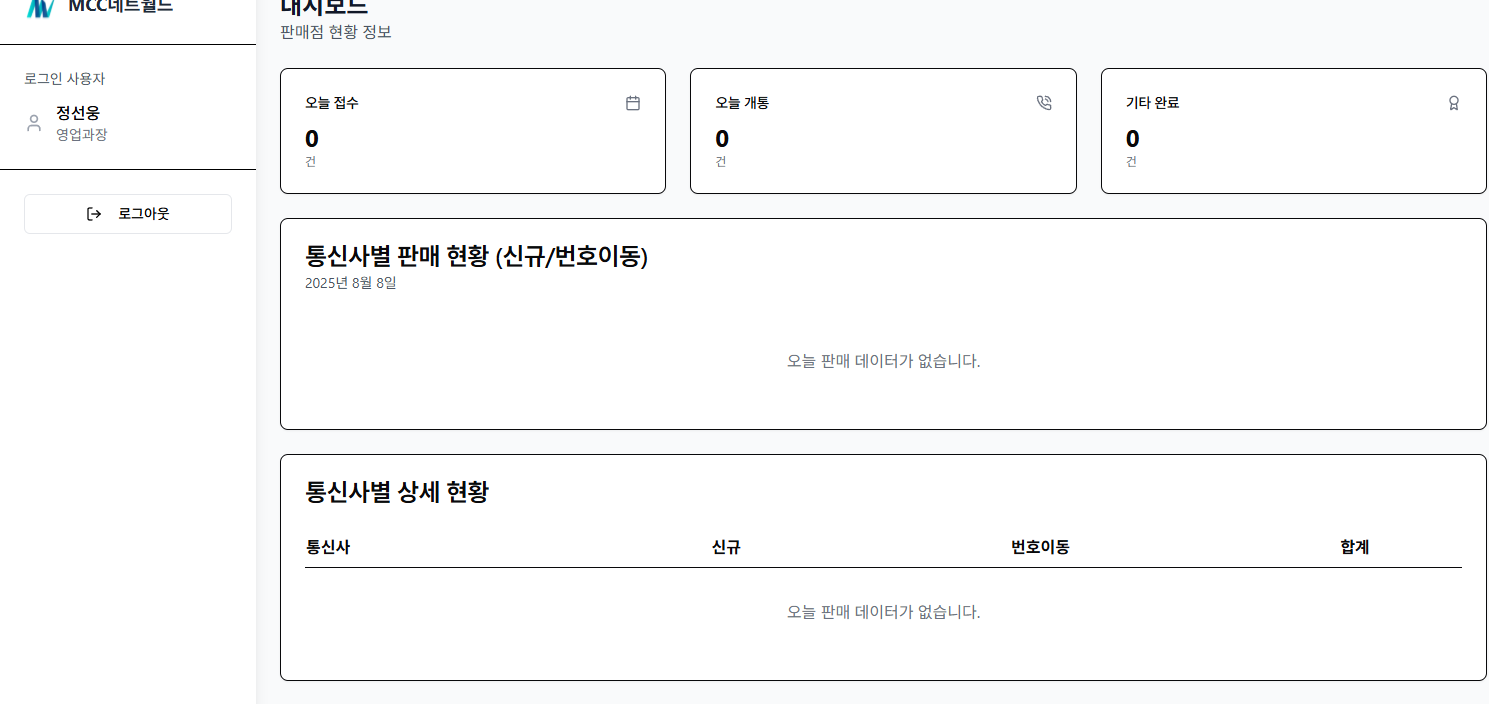 MCC네트월드
로그인 사용자
정선웅
영업과장
로그아웃
대시보드
판매점 현황 정보
오늘 접수
0
건
오늘 개통
0
건
기타 완료
0
건
통신사별 판매 현황 (신규/번호이동)
2025년 8월 8일
오늘 판매 데이터가 없습니다.
통신사별 상세 현황
통신사 신규 번호이동 합계
오늘 판매 데이터가 없습니다.